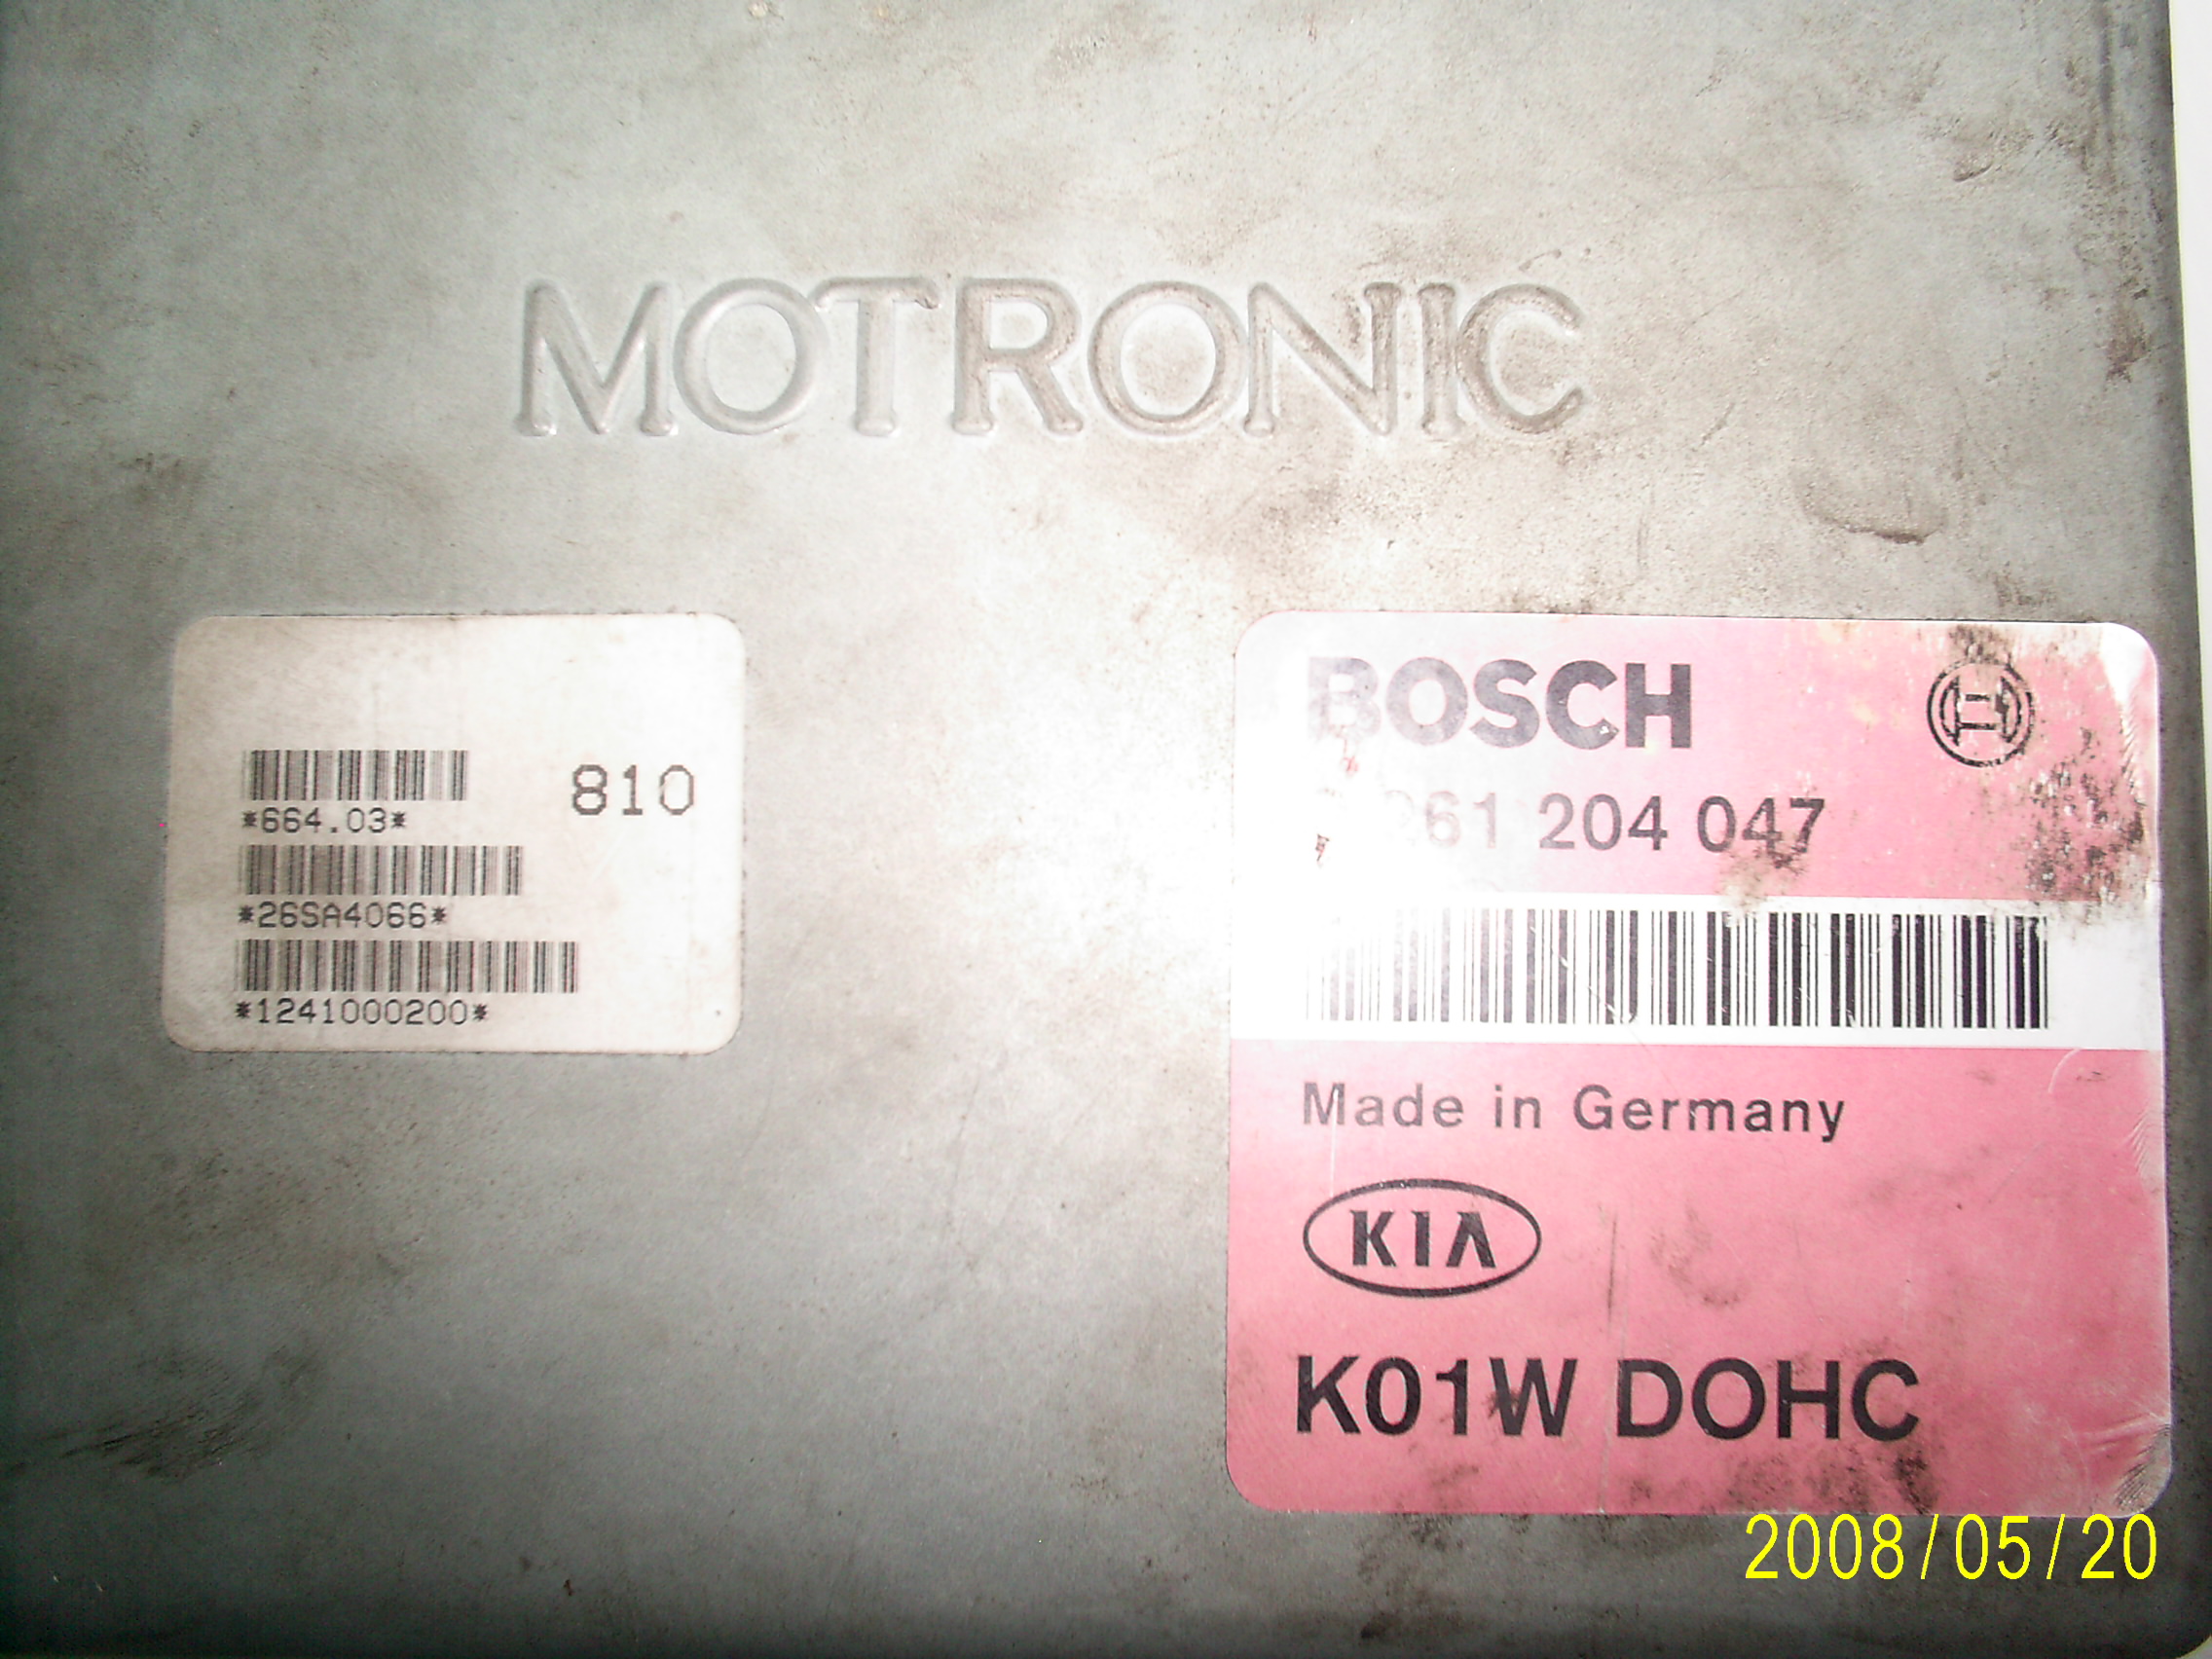 MOTRONIC
810
*664.03*
*26SA4066*
*1241000200*
BOSCH
261 204 047
Made in Germany
KIA
K01W DOHC
2008/05/20